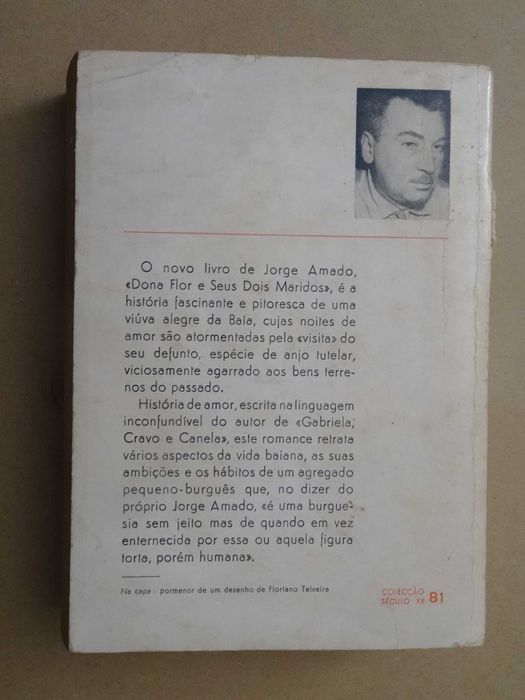 O novo livro de Jorge Amado,
«Dona Flor e Seus Dois Maridos», é a
história fascinante e pitoresca de uma
viúva alegre da Baía, cujas noites de
amor são atormentadas pela «visita» do
seu defunto, espécie de anjo tutelar,
viciosamente agarrado aos bens terre-
nos do passado.
História de amor, escrita na linguagem
inconfundível do autor de «Gabriela,
Cravo e Canela», este romance retrata
vários aspectos da vida baiana, as suas
ambições e os hábitos de um agregado
pequeno-burguês que, no dizer do
próprio Jorge Amado, «é uma burgue-
sia sem jeito mas de quando em vez
enternecida por essa ou aquela figura
torta, porém humana».
Na capa: pormenor de um desenho de Floriano Teixeira
COLECÇÃO
SÉCULO XX 81